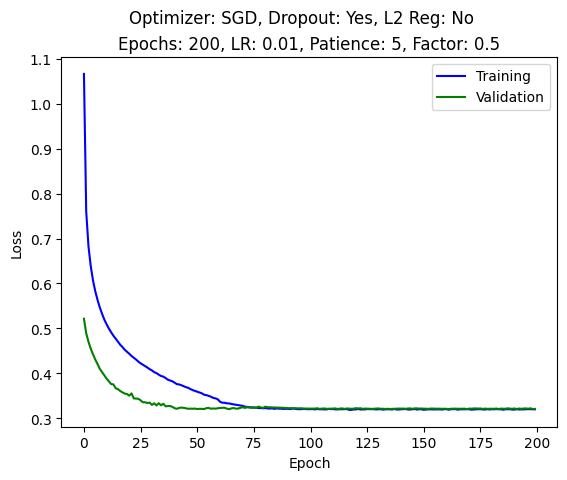 Optimizer: SGD, Dropout: Yes, L2 Reg: No
Epochs: 200, LR: 0.01, Patience: 5, Factor: 0.5
1.1
1.0
0.9
0.8
0.7
0.6
0.5
0.4
0.3
Loss
Training
Validation
0 25 50 75 100 125 150 175 200
Epoch